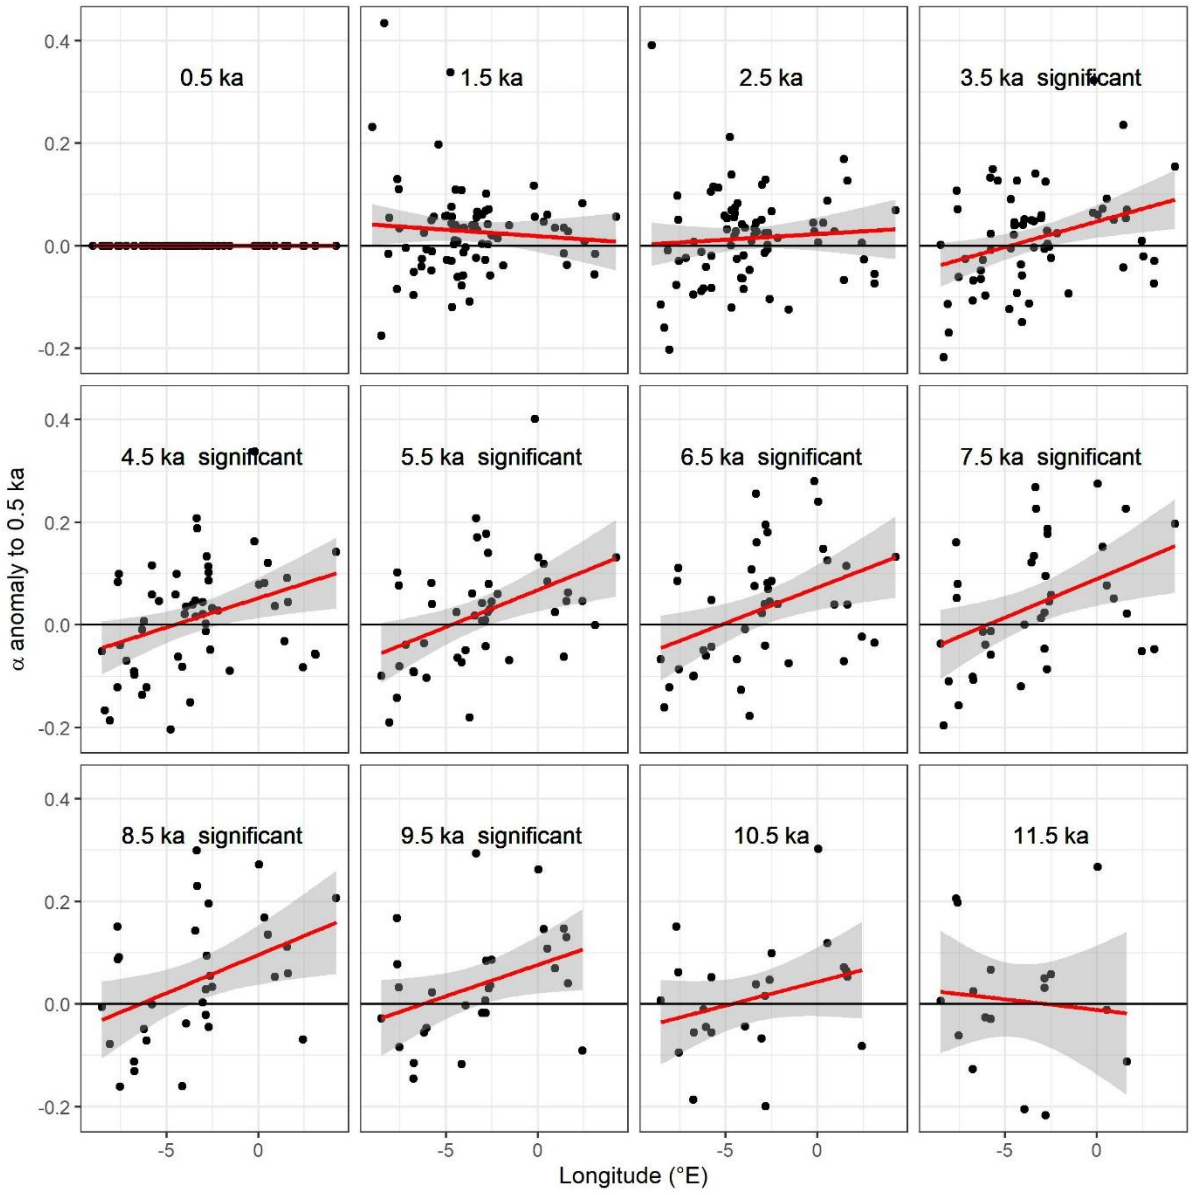 0.4
0.2
0.0
-0.2
0.5 ka
1.5 ka
2.5 ka
3.5 ka significant
0.4
0.2
0.0
-0.2
4.5 ka significant
5.5 ka significant
6.5 ka significant
7.5 ka significant
α anomaly to 0.5 ka
0.4
0.2
0.0
-0.2
8.5 ka significant
9.5 ka significant
10.5 ka
11.5 ka
-5 0 -5 0 -5 0 -5 0
Longitude (°E)